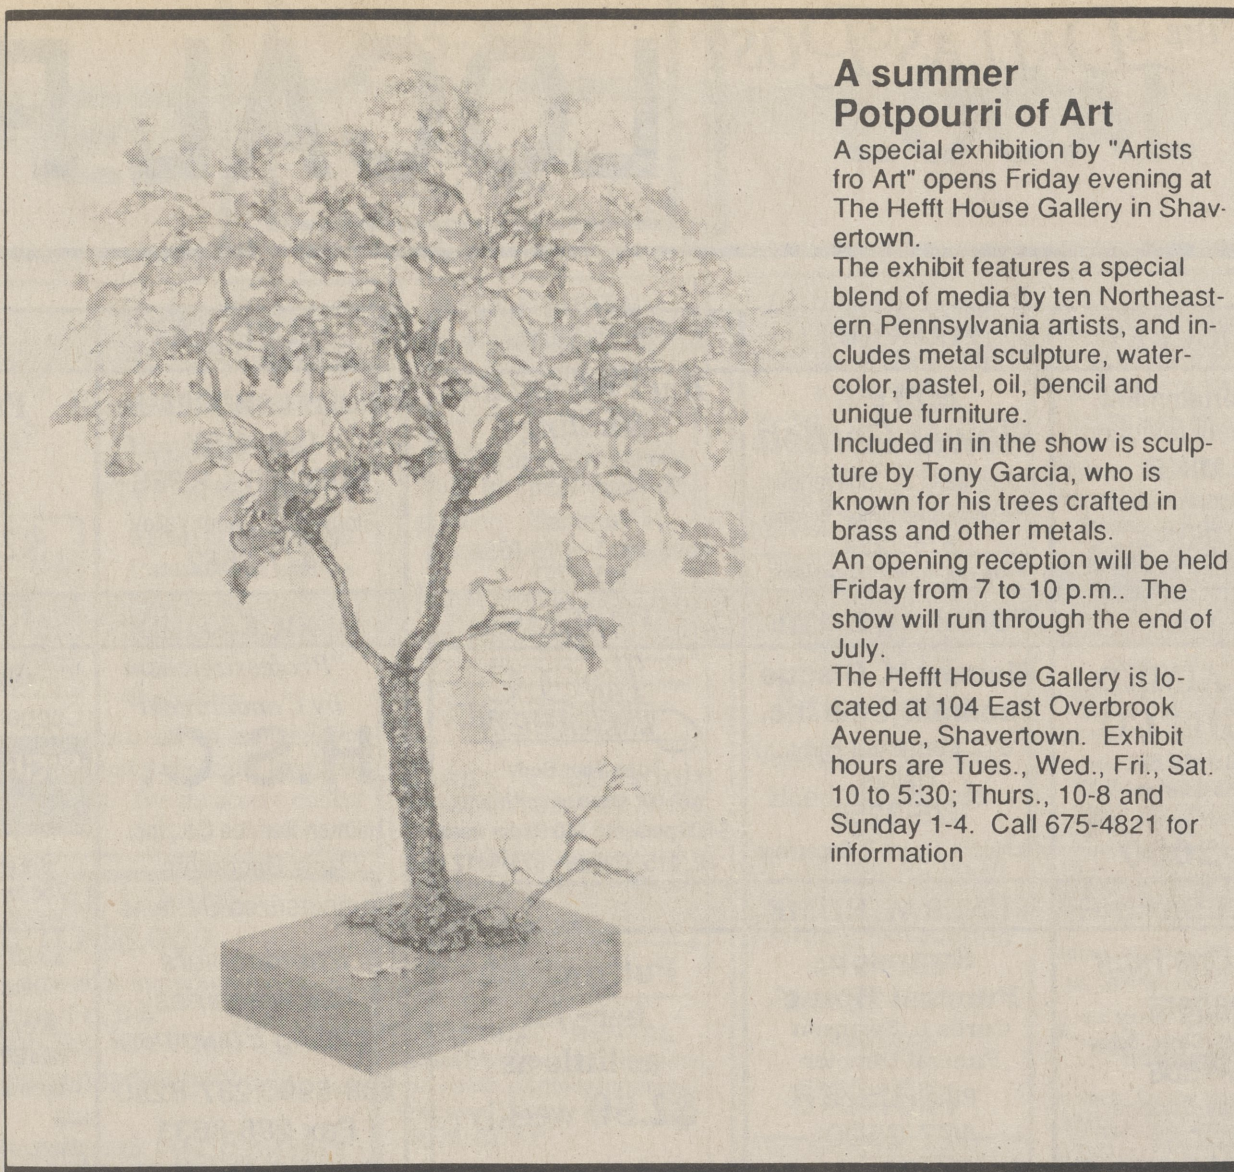 A summer
Potpourri of Art
A special exhibition by "Artists
fro Art" opens Friday evening at
The Hefft House Gallery in Shav-
ertown.
The exhibit features a special
blend of media by ten Northeast-
ern Pennsylvania artists, and in-
cludes metal sculpture, water-
color, pastel, oil, pencil and
unique furniture.
Included in in the show is sculp-
ture by Tony Garcia, who is
known for his trees crafted in
brass and other metals.
An opening reception will be held
Friday from 7 to 10 p.m.. The
show will run through the end of
July.
The Hefft House Gallery is lo-
cated at 104 East Overbrook
Avenue, Shavertown. Exhibit
hours are Tues., Wed., Fri., Sat.
10 to 5:30; Thurs., 10-8 and
Sunday 1-4. Call 675-4821 for
information